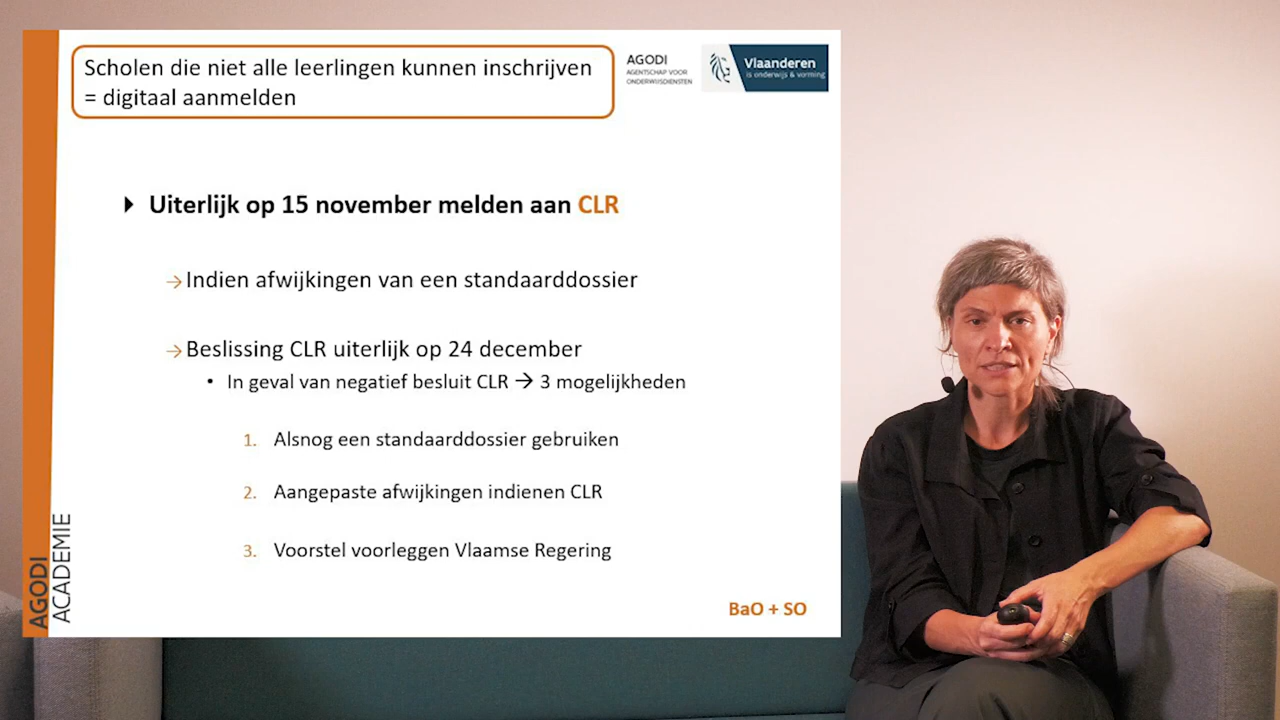 Scholen die niet alle leerlingen kunnen inschrijven
= digitaal aanmelden
AGODI
AGENTSCHAP VOOR
ONDERWIJSDIENSTEN
Vlaanderen
is onderwijs & vorming
Uiterlijk op 15 november melden aan CLR
→ Indien afwijkingen van een standaarddossier
→ Beslissing CLR uiterlijk op 24 december
• In geval van negatief besluit CLR → 3 mogelijkheden
1. Alsnog een standaarddossier gebruiken
2. Aangepaste afwijkingen indienen CLR
3. Voorstel voorleggen Vlaamse Regering
BaO + SO
AGODI
ACADEMIE